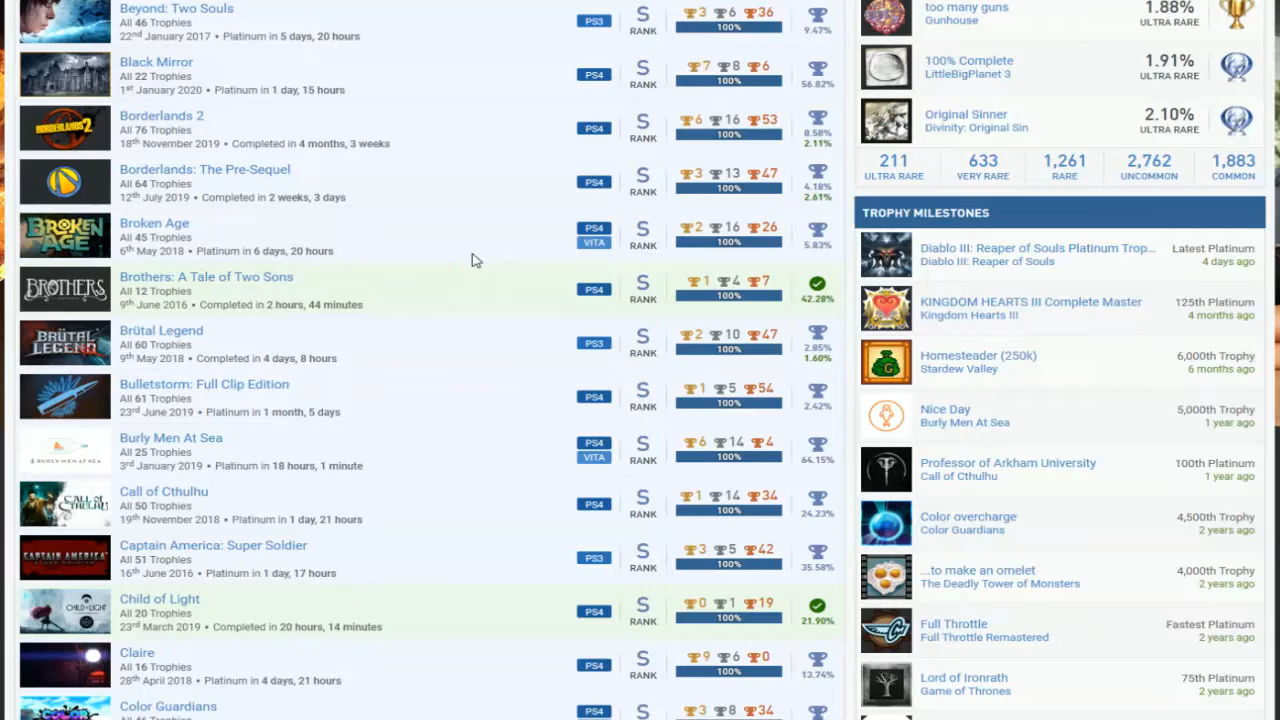 Beyond: Two Souls
All 46 Trophies
22nd January 2017 • Platinum in 5 days, 20 hours
PS3
S
RANK
3 6 36
100%
9.47%
Black Mirror
All 22 Trophies
1st January 2020 • Platinum in 1 day, 15 hours
PS4
S
RANK
7 8 6
100%
56.82%
BORDERLANDS 2
Borderlands 2
All 76 Trophies
18th November 2019 • Completed in 4 months, 3 weeks
PS4
S
RANK
6 16 53
100%
8.58%
2.11%
Borderlands: The Pre-Sequel
All 64 Trophies
12th July 2019 • Completed in 2 weeks, 3 days
PS4
S
RANK
3 13 47
100%
4.18%
2.61%
BROKEN
AGE
Broken Age
All 45 Trophies
6th May 2018 • Platinum in 6 days, 20 hours
PS4
VITA
S
RANK
2 16 26
100%
5.83%
BROTHERS
Brothers: A Tale of Two Sons
All 12 Trophies
9th June 2016 • Completed in 2 hours, 44 minutes
PS4
S
RANK
1 4 7
100%
42.28%
BRÜTAL
LEGEND
Brütal Legend
All 60 Trophies
9th May 2018 • Completed in 4 days, 8 hours
PS3
S
RANK
2 10 47
100%
2.85%
1.60%
Bulletstorm: Full Clip Edition
All 61 Trophies
23rd June 2019 • Platinum in 1 month, 5 days
PS4
S
RANK
1 5 54
100%
2.42%
BURLY MEN AT SEA
Burly Men At Sea
All 25 Trophies
3rd January 2019 • Platinum in 18 hours, 1 minute
PS4
VITA
S
RANK
6 14 4
100%
64.15%
CALL OF
CTHULHU
Call of Cthulhu
All 50 Trophies
19th November 2018 • Platinum in 1 day, 21 hours
PS4
S
RANK
1 14 34
100%
24.23%
CAPTAIN AMERICA
Captain America: Super Soldier
All 51 Trophies
16th June 2016 • Platinum in 1 day, 17 hours
PS3
S
RANK
3 5 42
100%
35.58%
CHILD OF
LIGHT
Child of Light
All 20 Trophies
23rd March 2019 • Completed in 20 hours, 14 minutes
PS4
S
RANK
0 1 19
100%
21.90%
Claire
All 16 Trophies
28th April 2018 • Platinum in 4 days, 21 hours
PS4
S
RANK
9 6 0
100%
13.74%
Color Guardians
PS4
S
3 8 34
too many guns
Gunhouse
1.88%
ULTRA RARE
100% Complete
LittleBigPlanet 3
1.91%
ULTRA RARE
Original Sinner
Divinity: Original Sin
2.10%
ULTRA RARE
211 633 1,261 2,762 1,883
ULTRA RARE VERY RARE RARE UNCOMMON COMMON
TROPHY MILESTONES
Diablo III: Reaper of Souls Platinum Trop...
Diablo III: Reaper of Souls
Latest Platinum
4 days ago
KINGDOM HEARTS III Complete Master
Kingdom Hearts III
125th Platinum
4 months ago
Homesteader (250k)
Stardew Valley
6,000th Trophy
6 months ago
Nice Day
Burly Men At Sea
5,000th Trophy
1 year ago
Professor of Arkham University
Call of Cthulhu
100th Platinum
1 year ago
Color overcharge
Color Guardians
4,500th Trophy
2 years ago
...to make an omelet
The Deadly Tower of Monsters
4,000th Trophy
2 years ago
Full Throttle
Full Throttle Remastered
Fastest Platinum
2 years ago
Lord of Ironrath
Game of Thrones
75th Platinum
2 years ago